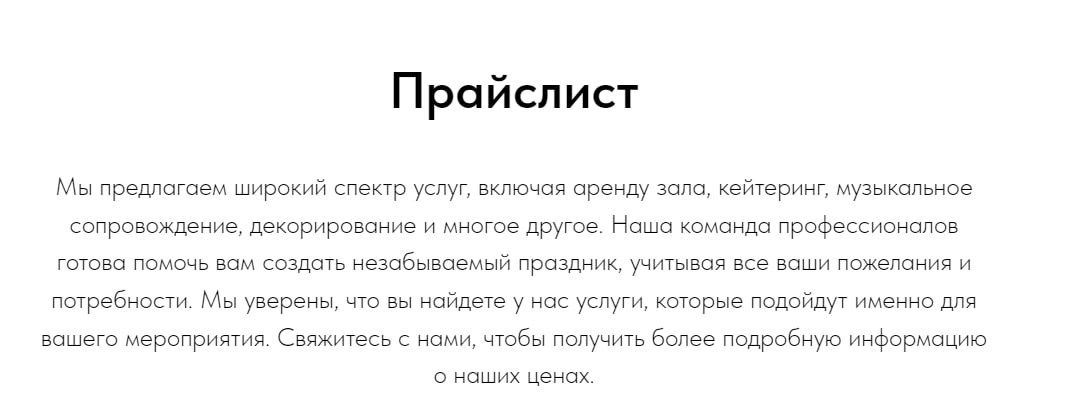 Прайслист
Мы предлагаем широкий спектр услуг, включая аренду зала, кейтеринг, музыкальное
сопровождение, декорирование и многое другое. Наша команда профессионалов
готова помочь вам создать незабываемый праздник, учитывая все ваши пожелания и
потребности. Мы уверены, что вы найдете у нас услуги, которые подойдут именно для
вашего мероприятия. Свяжитесь с нами, чтобы получить более подробную информацию
о наших ценах.